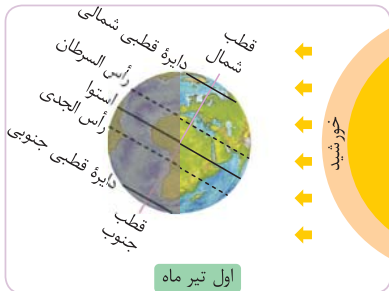 قطب
شمال
دایرهٔ قطبی شمالی
رأس السرطان
استوا
رأس الجدی
دایرهٔ قطبی جنوبی
قطب
جنوب
خورشید
اول تیر ماه